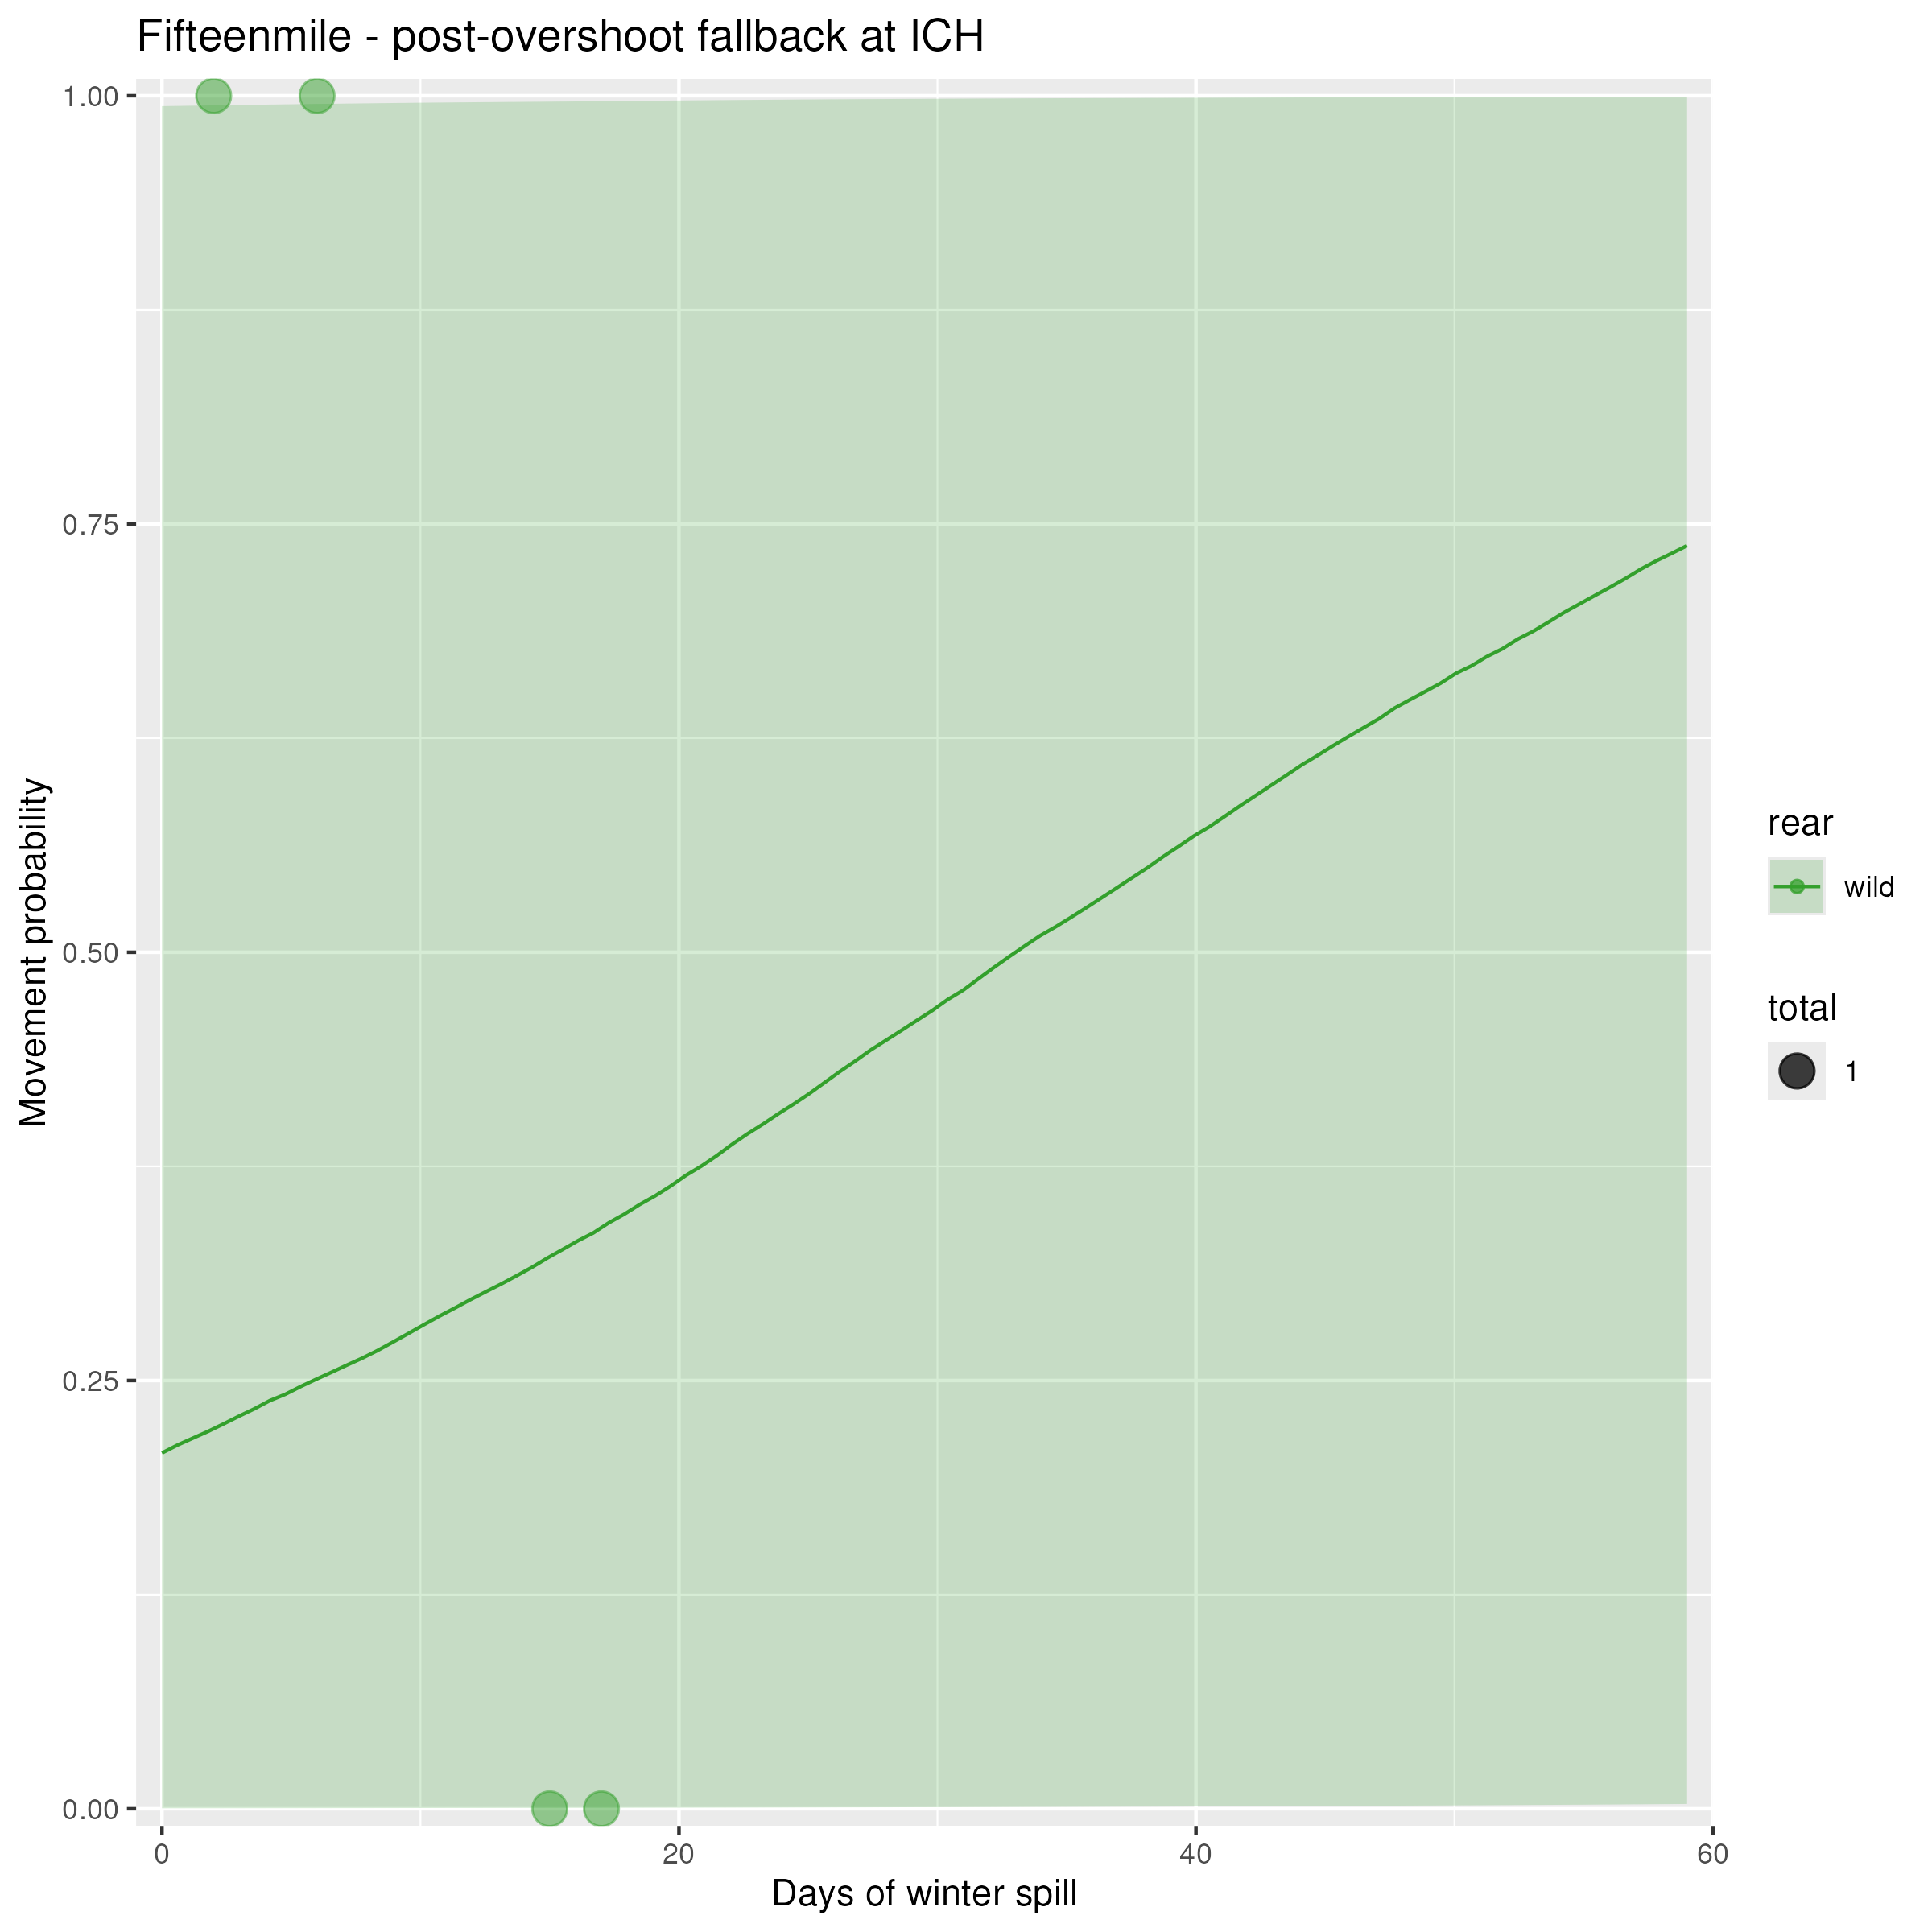 Fifteenmile - post-overshoot fallback at ICH
1.00
0.75
0.50
0.25
0.00
Movement probability
0
20
40
60
Days of winter spill
rear
wild
total
1